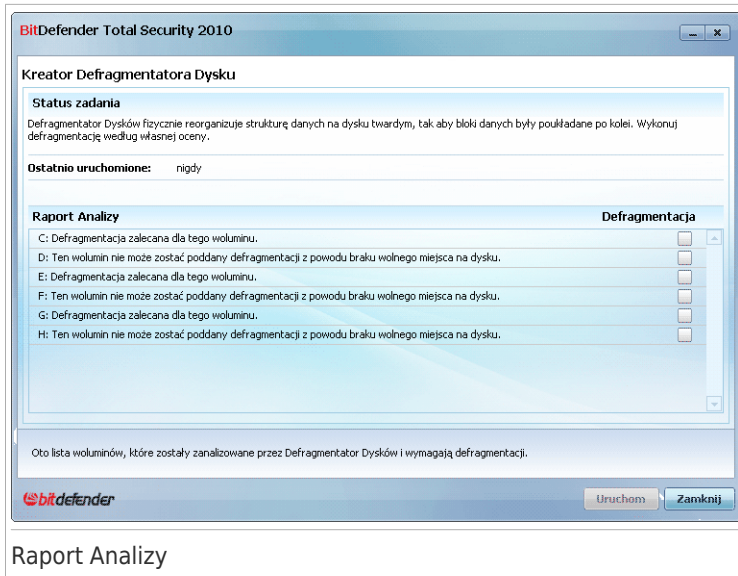 BitDefender Total Security 2010
Kreator Defragmentatora Dysku
Status zadania
Defragmentator Dysków fizycznie reorganizuje strukturę danych na dysku twardym, tak aby bloki danych były poukładane po kolei. Wykonuj
defragmentację według własnej oceny.
Ostatnio uruchomione: nigdy
Raport Analizy Defragmentacja
C: Defragmentacja zalecana dla tego woluminu.
D: Ten wolumin nie może zostać poddany defragmentacji z powodu braku wolnego miejsca na dysku.
E: Defragmentacja zalecana dla tego woluminu.
F: Ten wolumin nie może zostać poddany defragmentacji z powodu braku wolnego miejsca na dysku.
G: Defragmentacja zalecana dla tego woluminu.
H: Ten wolumin nie może zostać poddany defragmentacji z powodu braku wolnego miejsca na dysku.
Oto lista woluminów, które zostały zanalizowane przez Defragmentator Dysków i wymagają defragmentacji.
bitdefender Uruchom Zamknij
Raport Analizy